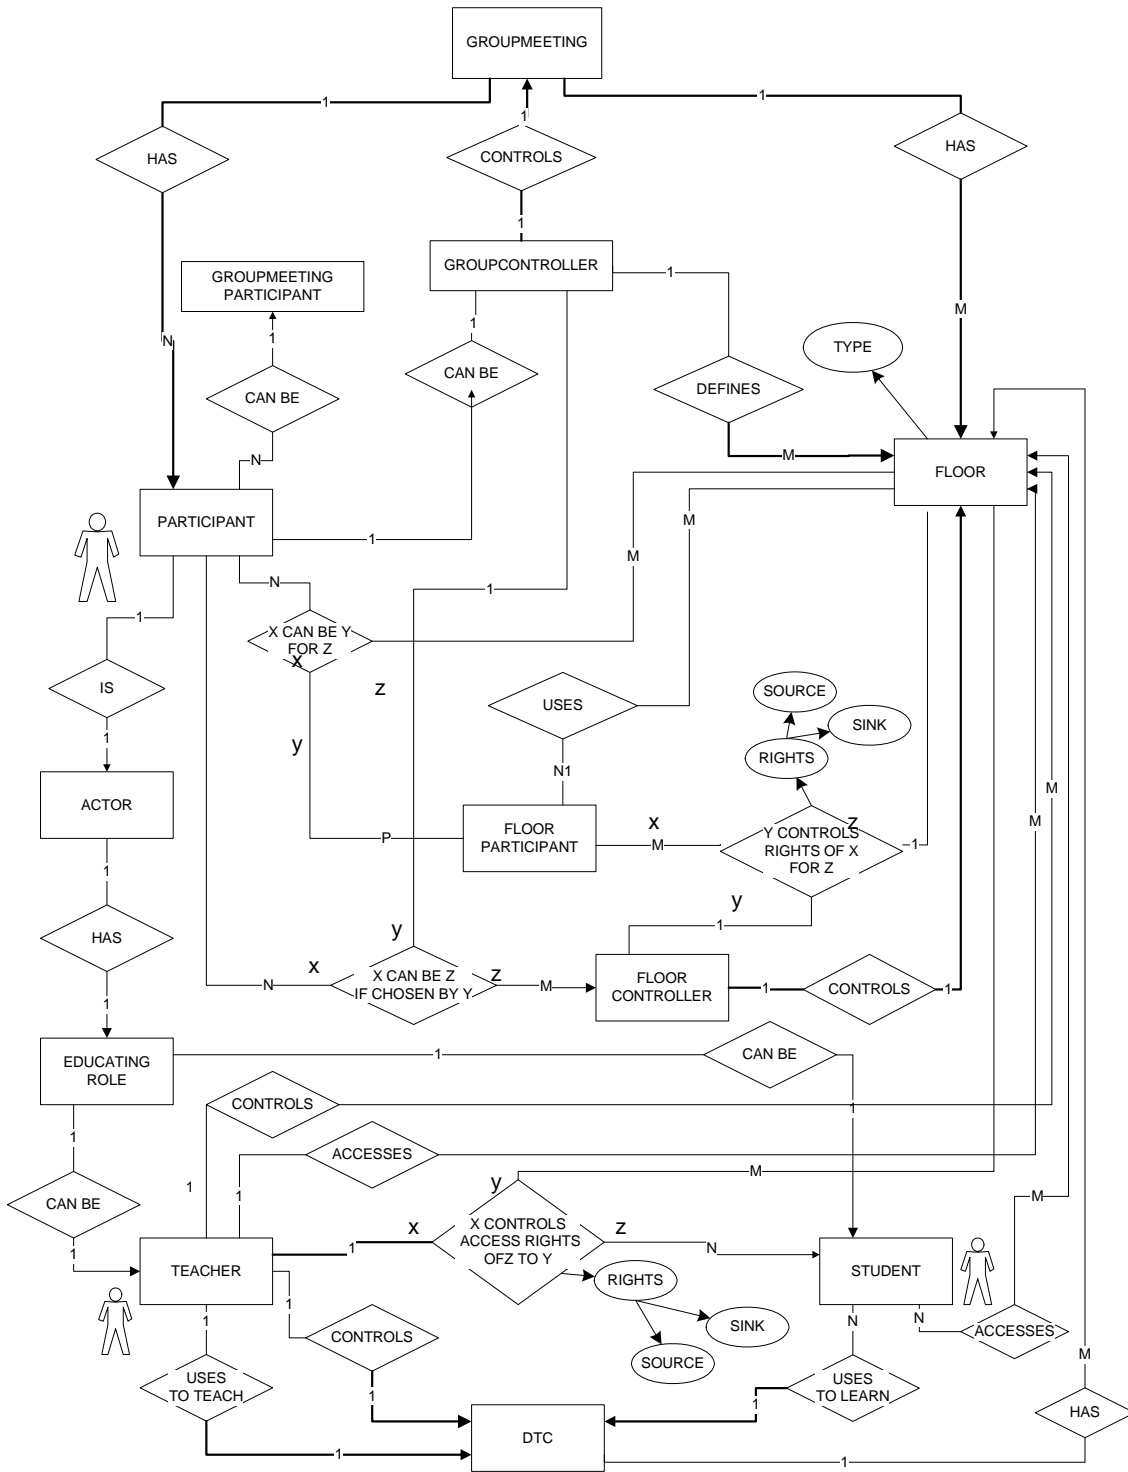 GROUPMEETING
1
1
1
HAS
CONTROLS
HAS
1
GROUPCONTROLLER
1
GROUPMEETING
PARTICIPANT
1
1
N
M
TYPE
CAN BE
CAN BE
DEFINES
N
M
FLOOR
PARTICIPANT
1
M
M
N
1
1
X CAN BE Y
FOR Z
x
z
IS
USES
SOURCE
SINK
RIGHTS
y
1
N1
M
M
ACTOR
P
FLOOR
PARTICIPANT
x
M
z
Y CONTROLS
RIGHTS OF X
FOR Z
1
1
y
1
HAS
y
x
N
X CAN BE Z
IF CHOSEN BY Y
z
M
FLOOR
CONTROLLER
1
CONTROLS
1
1
EDUCATING
ROLE
1
CAN BE
CONTROLS
1
1
ACCESSES
M
CAN BE
1
1
y
M
x
X CONTROLS
ACCESS RIGHTS
OFZ TO Y
z
N
1
1
TEACHER
STUDENT
RIGHTS
1
1
CONTROLS
SINK
SOURCE
N
N
ACCESSES
M
USES
TO TEACH
1
1
USES
TO LEARN
HAS
DTC
1
1